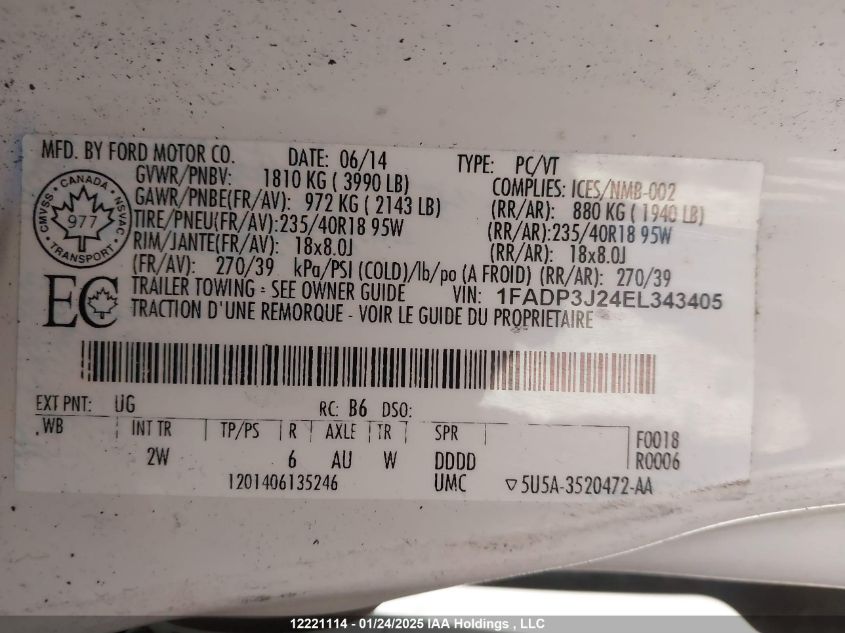 MFD. BY FORD MOTOR CO. DATE: 06/14 TYPE: PC/VT
GVWR/PNBV: 1810 KG ( 3990 LB) COMPLIES: ICES/NMB-002
GAWR/PNBE(FR/AV): 972 KG ( 2143 LB) (RR/AR): 880 KG ( 1940 LB)
TIRE/PNEU(FR/AV):235/40R18 95W (RR/AR):235/40R18 95W
RIM/JANTE(FR/AV): 18x8.0J (RR/AR): 18x8.0J
(FR/AV): 270/39 kPa/PSI (COLD)/lb/po (A FROID) (RR/AR): 270/39
TRAILER TOWING - SEE OWNER GUIDE VIN: 1FADP3J24EL343405
TRACTION D'UNE REMORQUE - VOIR LE GUIDE DU PROPRIETAIRE
CANADA
CMVSS 977 NSVAC
TRANSPORT
EC
EXT PNT: UG RC: B6 DSO:
WB INT TR TP/PS R AXLE TR SPR F0018
2W 6 AU W DDDD R0006
1201406135246 UMC ▽5U5A-3520472-AA
12221114 - 01/24/2025 IAA Holdings , LLC